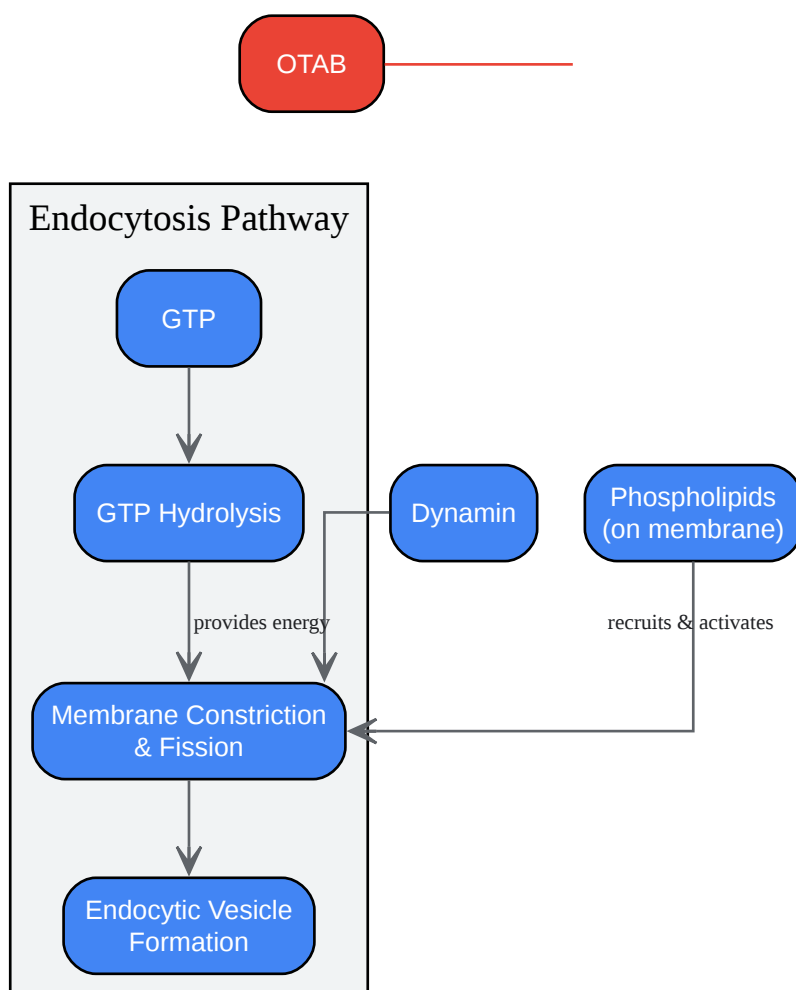 OTAB
Endocytosis Pathway
GTP
GTP Hydrolysis
Dynamin
Phospholipids
(on membrane)
provides energy
recruits & activates
Membrane Constriction
& Fission
Endocytic Vesicle
Formation